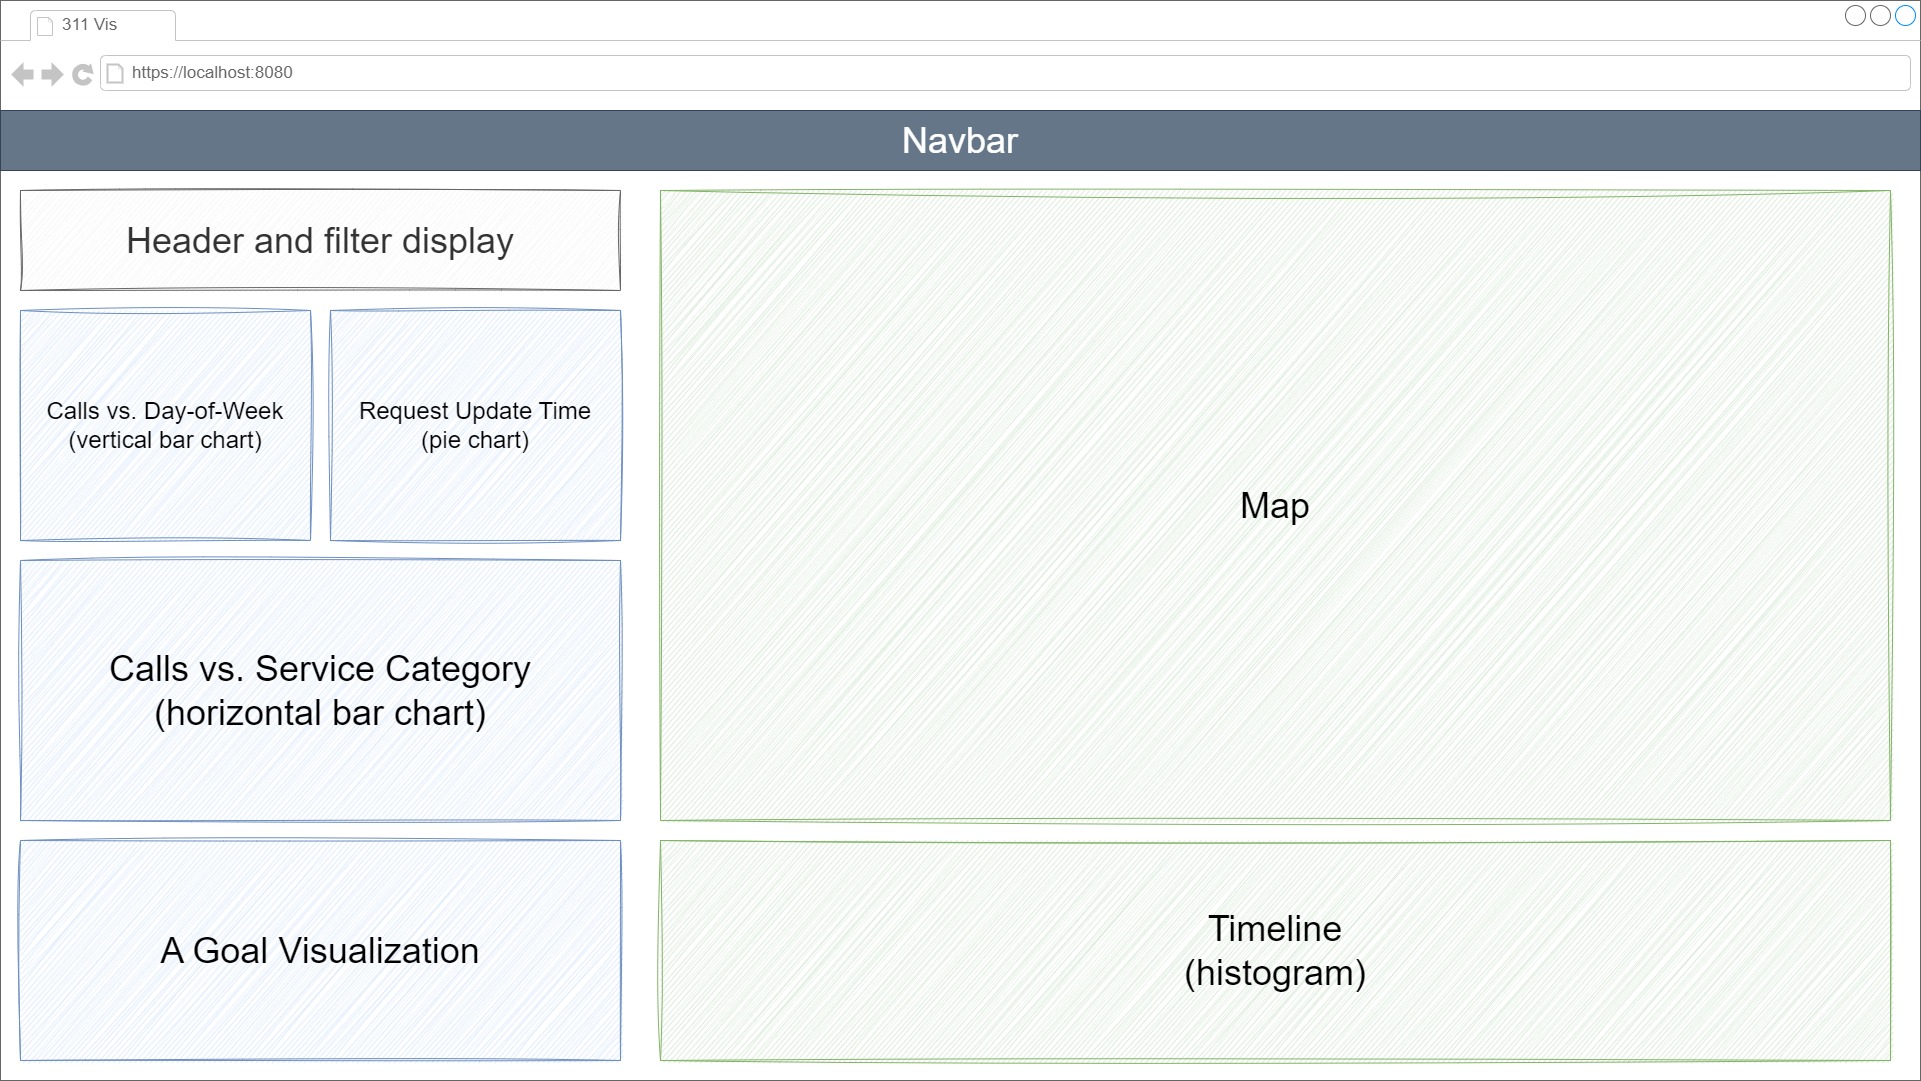 311 Vis
https://localhost:8080
Navbar
Header and filter display
Calls vs. Day-of-Week
(vertical bar chart)
Request Update Time
(pie chart)
Calls vs. Service Category
(horizontal bar chart)
A Goal Visualization
Map
Timeline
(histogram)